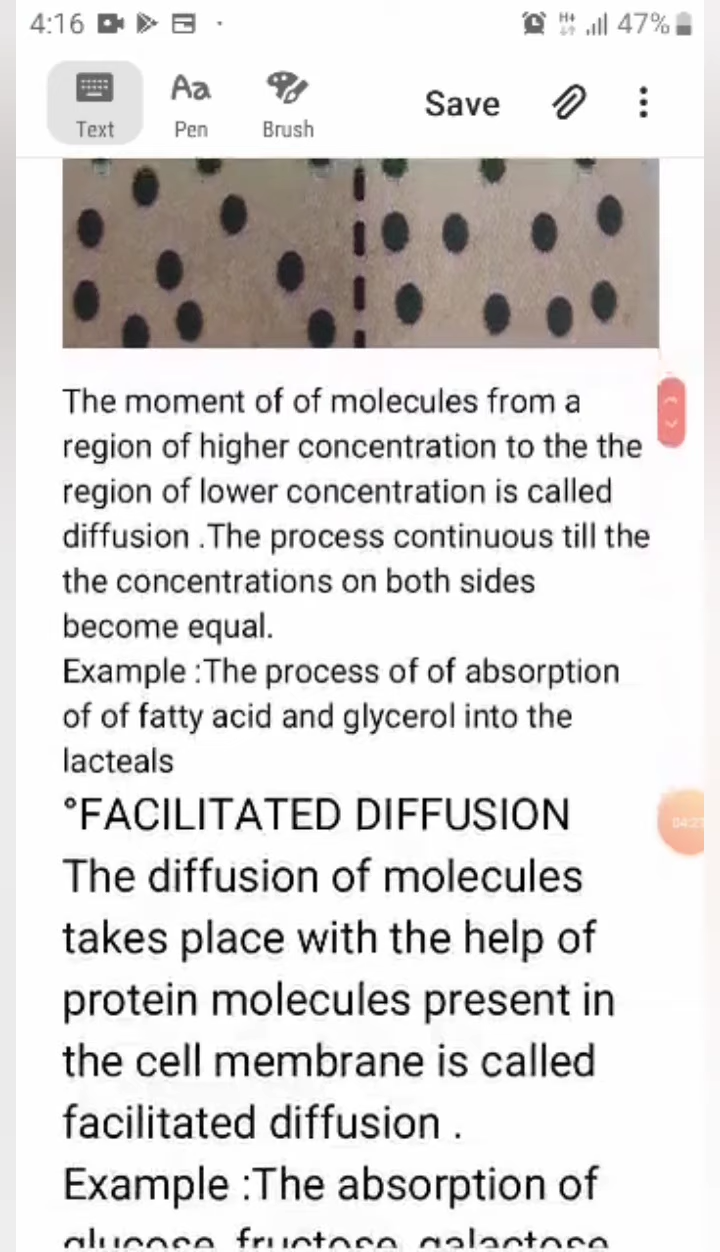 4:16
H+
47%
Text
Aa
Pen
Brush
Save
The moment of of molecules from a
region of higher concentration to the the
region of lower concentration is called
diffusion .The process continuous till the
the concentrations on both sides
become equal.
Example :The process of of absorption
of of fatty acid and glycerol into the
lacteals
°FACILITATED DIFFUSION
The diffusion of molecules
takes place with the help of
protein molecules present in
the cell membrane is called
facilitated diffusion .
Example :The absorption of
glucose, fructose, galactose